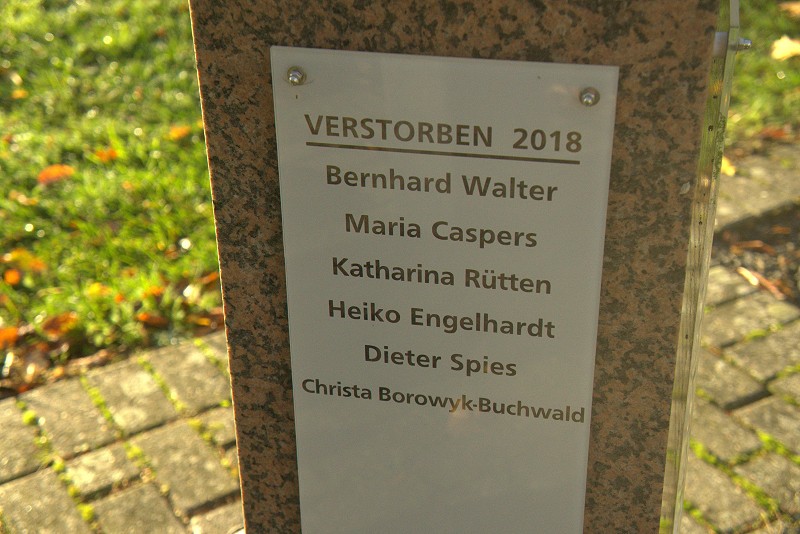 VERSTORBEN 2018
Bernhard Walter
Maria Caspers
Katharina Rütten
Heiko Engelhardt
Dieter Spies
Christa Borowyk-Buchwald